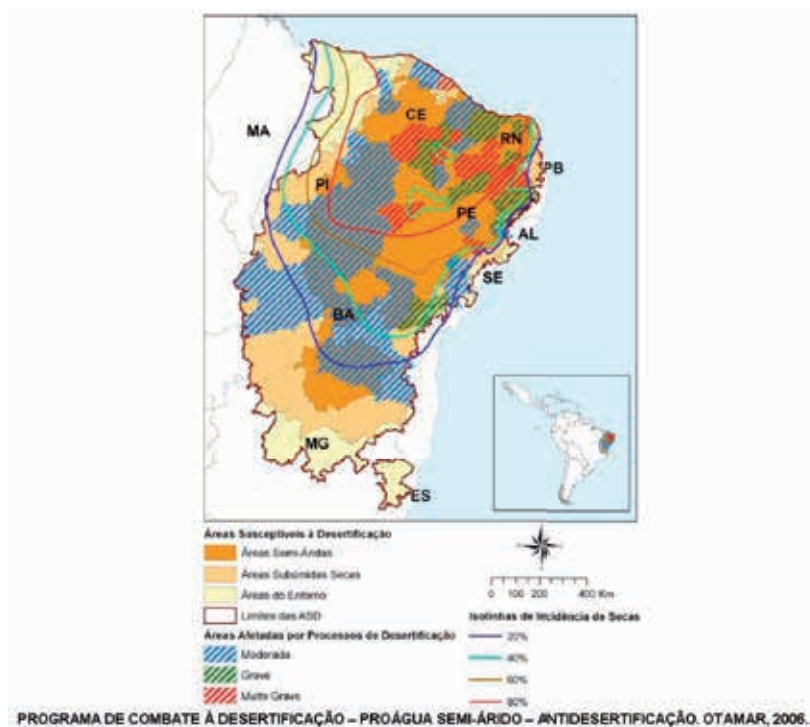 MA
CE
RN
PB
PI
PE
AL
SE
BA
MG
ES
Áreas Susceptíveis à Desertificação
Áreas Semi-Áridas
Áreas Subúmidas Secas
Áreas do Entorno
Limites das ASD
Áreas Afetadas por Processos de Desertificação
Moderada
Grave
Muito Grave
0 100 200 400 Km
Isolinhas de Incidência de Secas
20%
40%
60%
80%
PROGRAMA DE COMBATE À DESERTIFICAÇÃO – PROÁGUA SEMI-ÁRIDO – ANTIDESERTIFICAÇÃO. OTAMAR, 2003